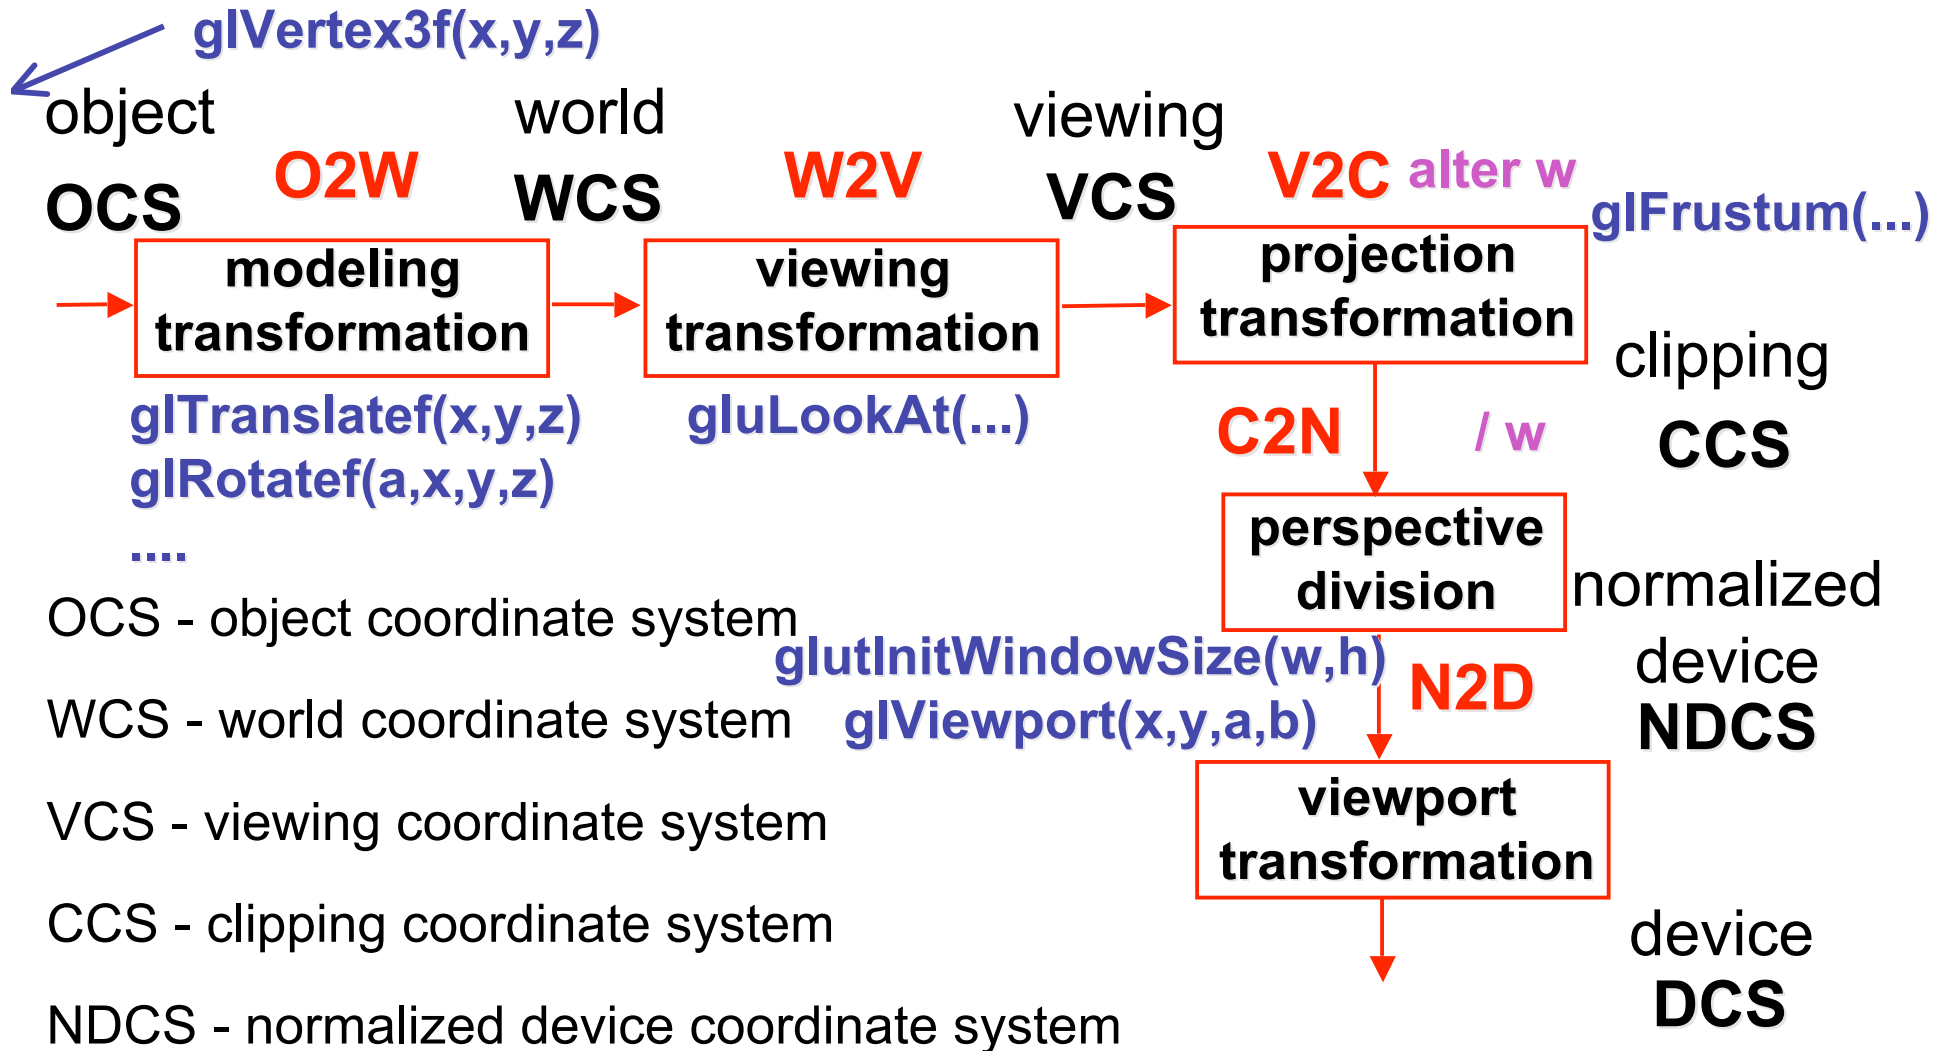 glVertex3f(x,y,z)
object
world
viewing
OCS
O2W
WCS
W2V
VCS
V2C
alter w
glFrustum(...)
modeling
transformation
viewing
transformation
projection
transformation
glTranslatef(x,y,z)
glRotatef(a,x,y,z)
....
gluLookAt(...)
clipping
CCS
C2N
/ w
perspective
division
normalized
device
NDCS
glutInitWindowSize(w,h)
glViewport(x,y,a,b)
N2D
viewport
transformation
device
DCS
OCS - object coordinate system
WCS - world coordinate system
VCS - viewing coordinate system
CCS - clipping coordinate system
NDCS - normalized device coordinate system